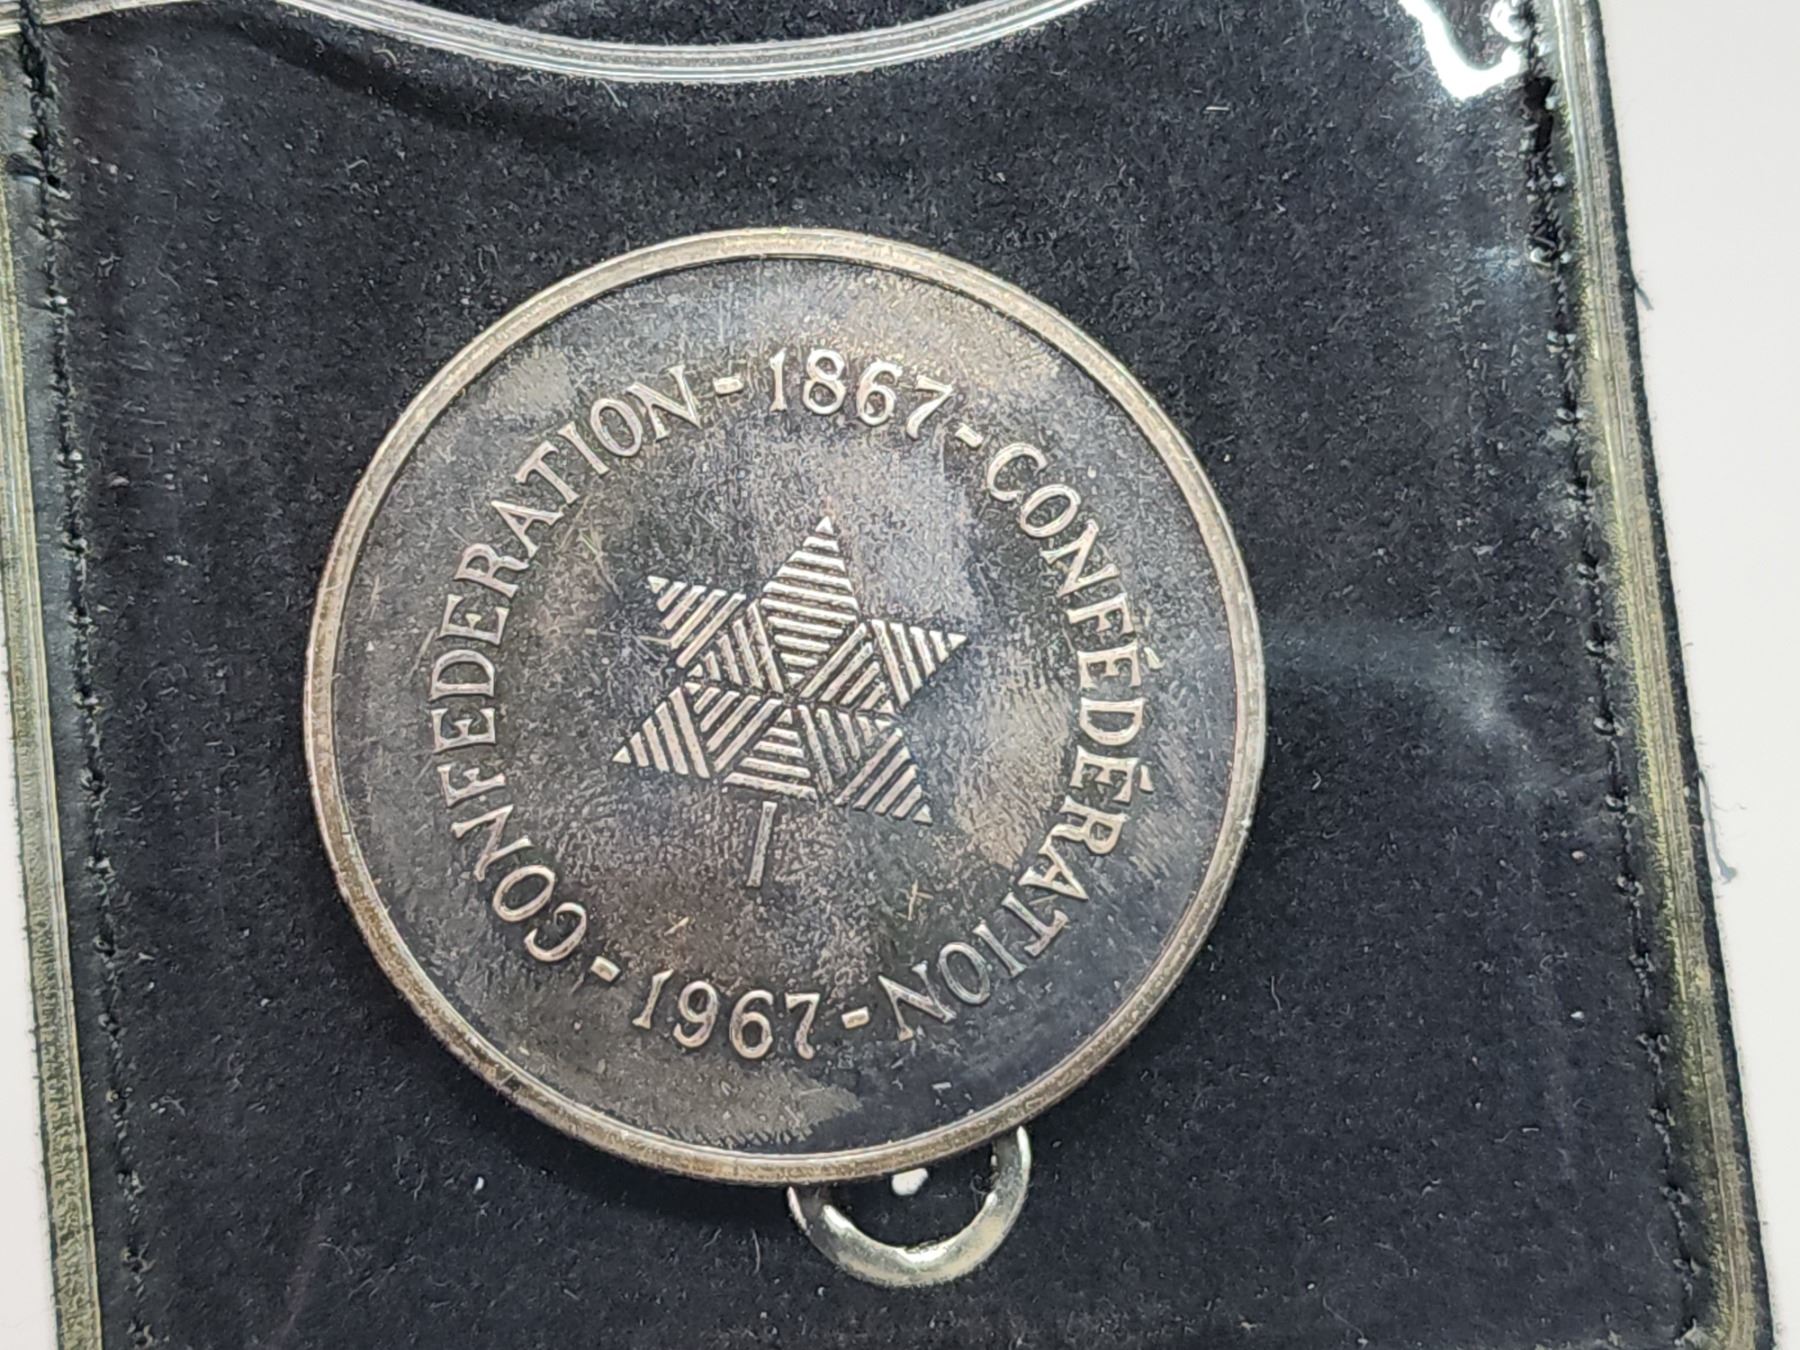 CONFEDERATION - 1867 - CONFÉDÉRATION - 1967 -